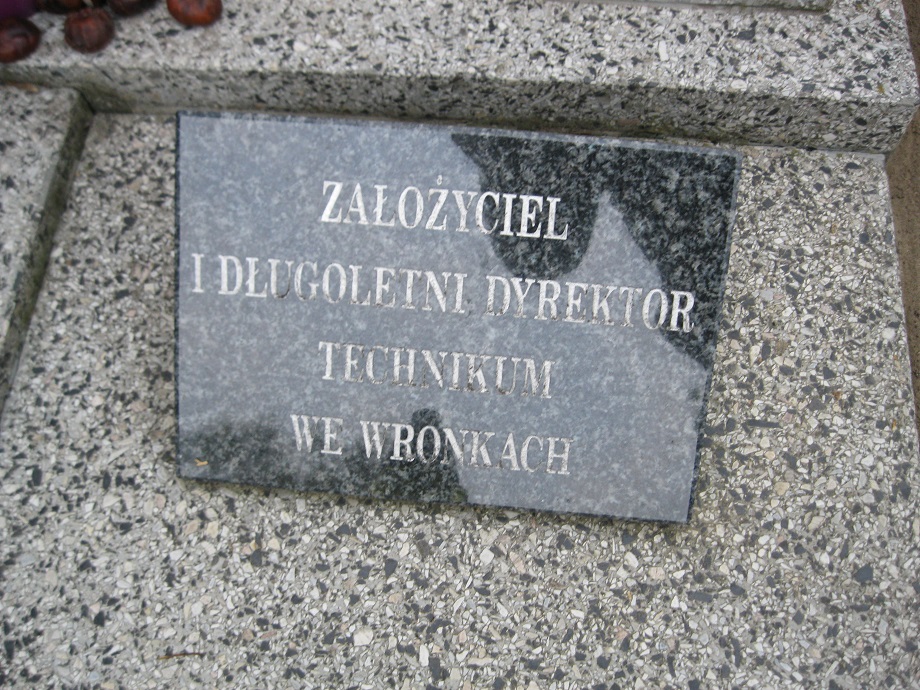 ZAŁOŻYCIEL
I DŁUGOLETNI DYREKTOR
TECHNIKUM
WE WRONKACH